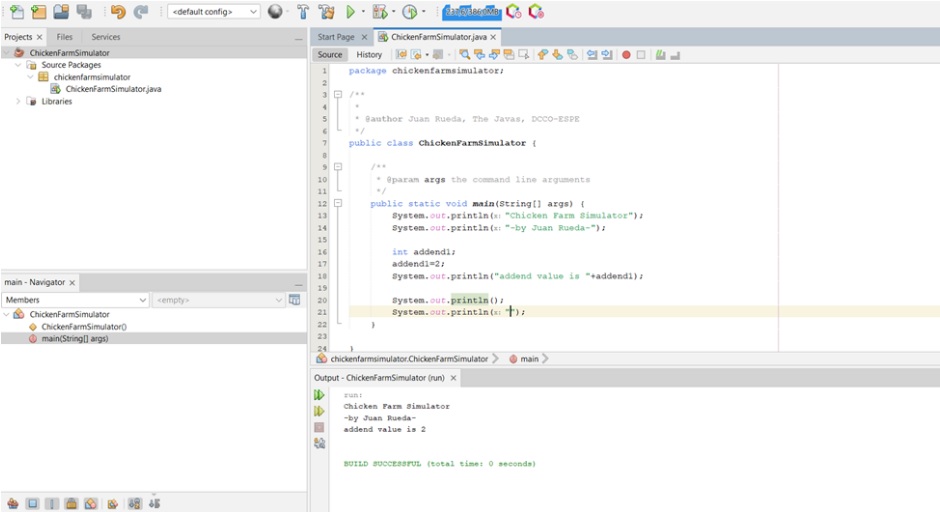 <default config>
Projects Files Services
ChickenFarmSimulator
Source Packages
chickenfarmsimulator
ChickenFarmSimulator.java
Libraries
Start Page ChickenFarmSimulator.java
Source History
1 package chickenfarmsimulator;
2
3 /**
4 *
5 * @author Juan Rueda, The Javas, DCCO-ESPE
6 */
7 public class ChickenFarmSimulator {
8
9 /**
10 * @param args the command line arguments
11 */
12 public static void main(String[] args) {
13 System.out.println(x: "Chicken Farm Simulator");
14 System.out.println(x: "-by Juan Rueda-");
15
16 int addend1;
17 addend1=2;
18 System.out.println("addend value is "+addend1);
19
20 System.out.println();
21 System.out.println(x: "");
22 }
23
24 }
chickenfarmsimulator.ChickenFarmSimulator main
main - Navigator
Members <empty>
ChickenFarmSimulator
ChickenFarmSimulator()
main(String[] args)
Output - ChickenFarmSimulator (run)
run:
Chicken Farm Simulator
-by Juan Rueda-
addend value is 2
BUILD SUCCESSFUL (total time: 0 seconds)